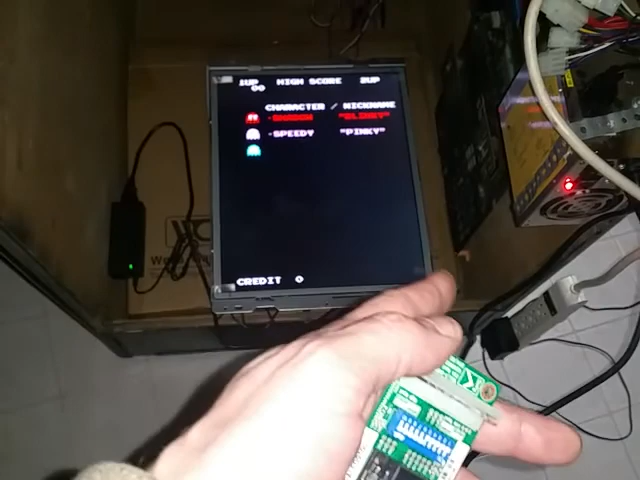 1UP HIGH SCORE 2UP
00
CHARACTER / NICKNAME
-SHADOW "BLINKY"
-SPEEDY "PINKY"
CREDIT 0